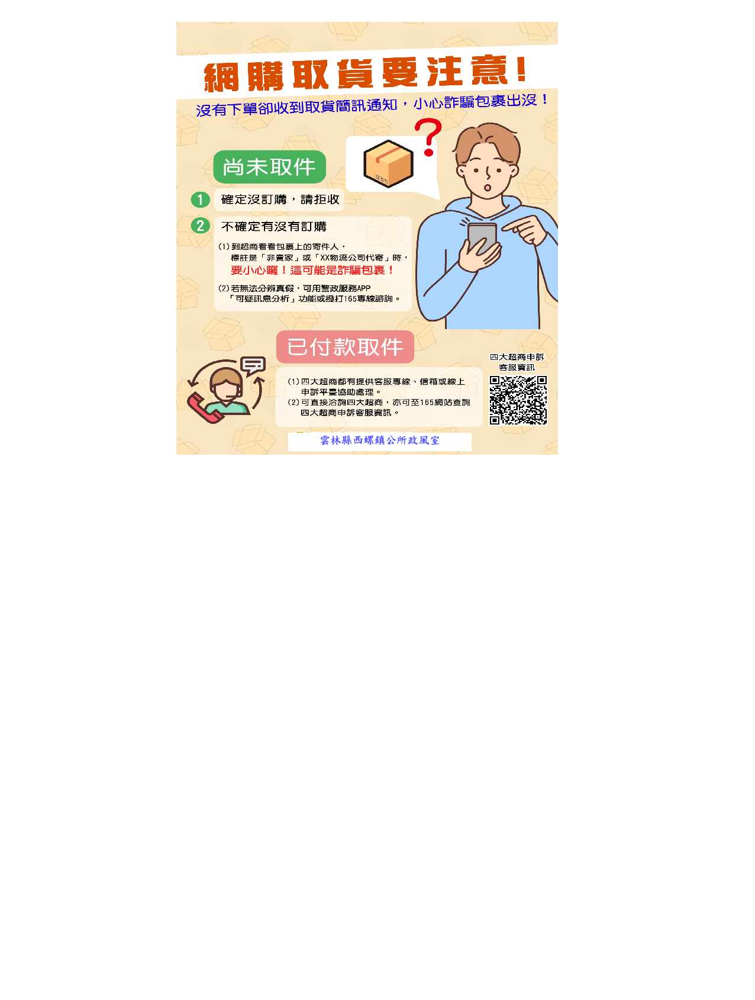 網購取貨要注意!
沒有下單卻收到取貨簡訊通知，小心詐騙包裹出沒！
?
尚未取件
1 確定沒訂購，請拒收
2 不確定有沒有訂購
(1)到超商看看包裹上的寄件人，
標註是「非賣家」或「XX物流公司代寄」時，
要小心囉！這可能是詐騙包裹！
(2)若無法分辨真假，可用警政服務APP
「可疑訊息分析」功能或撥打165專線諮詢。
已付款取件
(1)四大超商都有提供客服專線、信箱或線上
申訴平臺協助處理。
(2)可直接洽詢四大超商，亦可至165網站查詢
四大超商申訴客服資訊。
四大超商申訴
客服資訊
雲林縣西螺鎮公所政風室